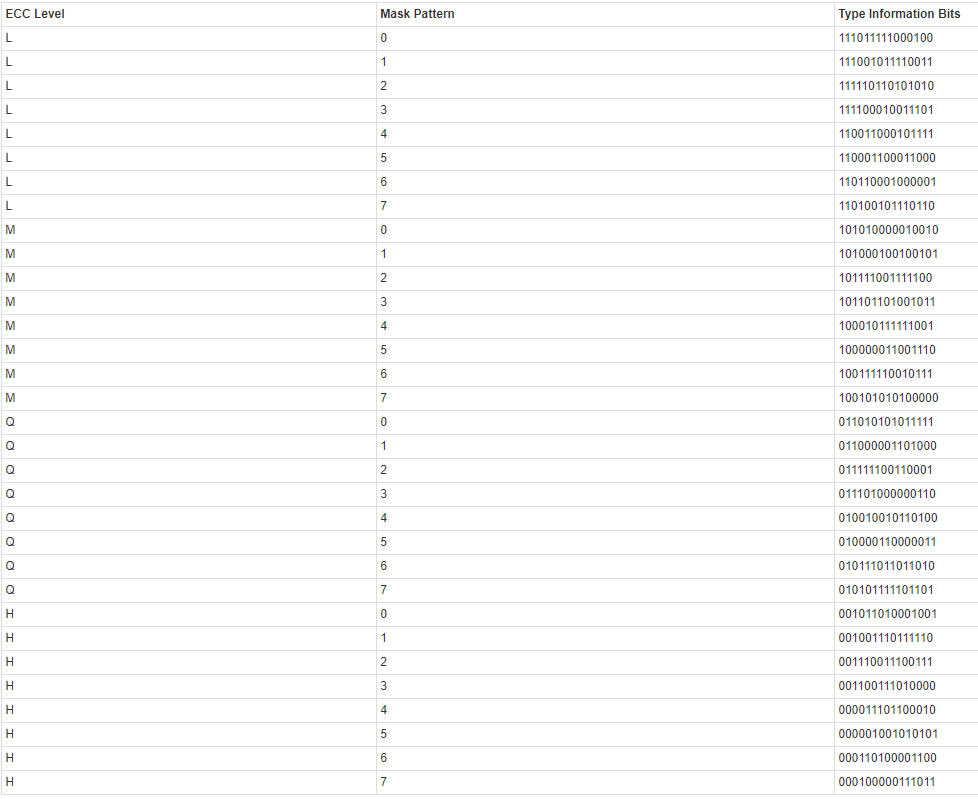 ECC Level Mask Pattern Type Information Bits
L 0 111011111000100
L 1 111001011110011
L 2 111110110101010
L 3 111100010011101
L 4 110011000101111
L 5 110001100011000
L 6 110110001000001
L 7 110100101110110
M 0 101010000010010
M 1 101000100100101
M 2 101111001111100
M 3 101101101001011
M 4 100010111111001
M 5 100000011001110
M 6 100111110010111
M 7 100101010100000
Q 0 011010101011111
Q 1 011000001101000
Q 2 011111100110001
Q 3 011101000000110
Q 4 010010010110100
Q 5 010000110000011
Q 6 010111011011010
Q 7 010101111101101
H 0 001011010001001
H 1 001001110111110
H 2 001110011100111
H 3 001100111010000
H 4 000011101100010
H 5 000001001010101
H 6 000110100001100
H 7 000100000111011